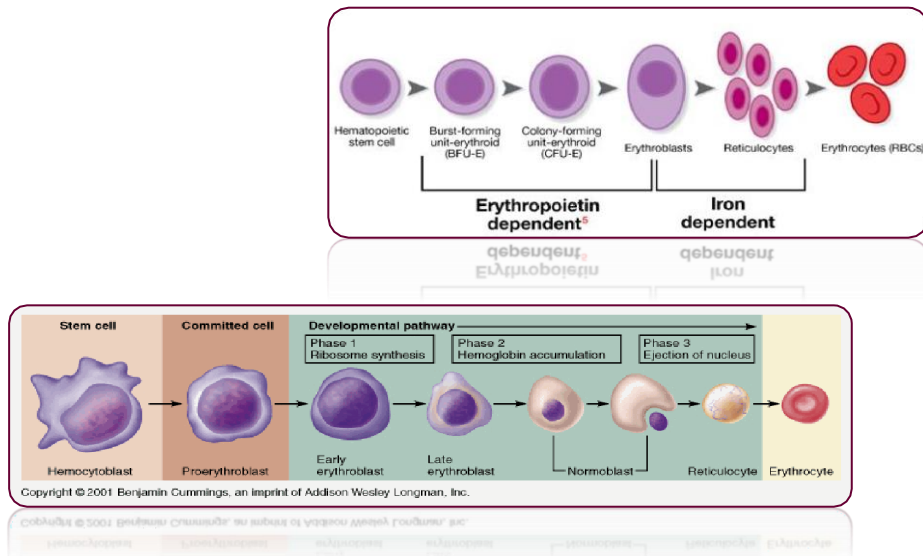 Hematopoietic
stem cell
Burst-forming
unit-erythroid
(BFU-E)
Colony-forming
unit-erythroid
(CFU-E)
Erythroblasts
Reticulocytes
Erythrocytes (RBCs)
Erythropoietin
dependent⁵
Iron
dependent
Stem cell
Committed cell
Developmental pathway
Phase 1
Ribosome synthesis
Phase 2
Hemoglobin accumulation
Phase 3
Ejection of nucleus
Hemocytoblast
Proerythroblast
Early
erythroblast
Late
erythroblast
Normoblast
Reticulocyte
Erythrocyte
Copyright © 2001 Benjamin Cummings, an imprint of Addison Wesley Longman, Inc.